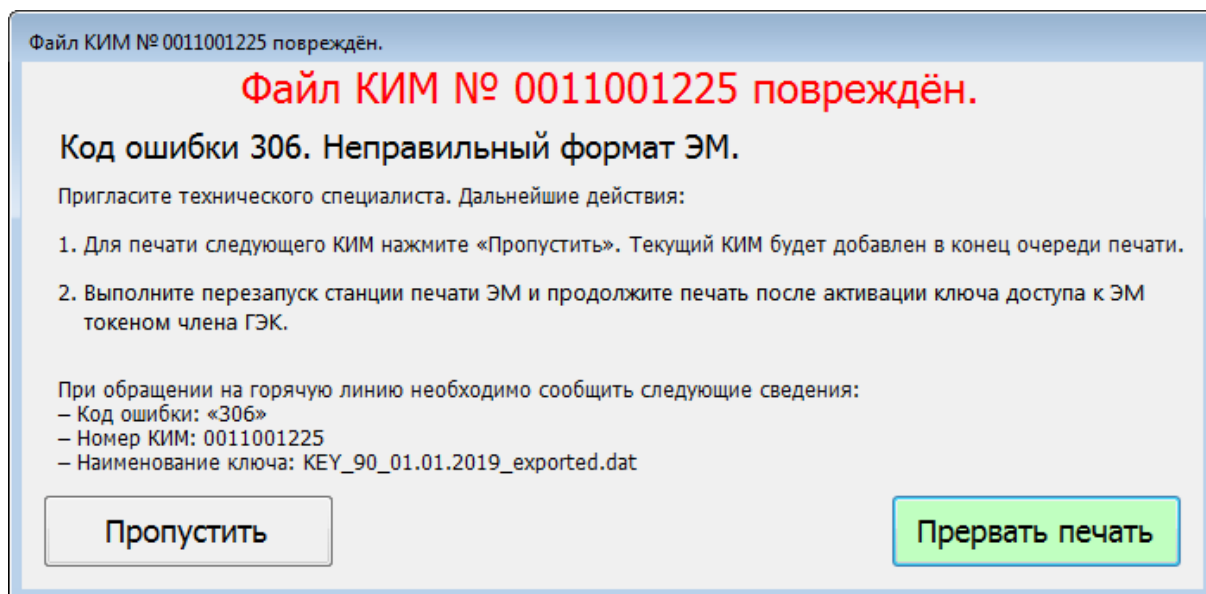 Файл КИМ № 0011001225 повреждён.
Файл КИМ № 0011001225 повреждён.
Код ошибки 306. Неправильный формат ЭМ.
Пригласите технического специалиста. Дальнейшие действия:
1. Для печати следующего КИМ нажмите «Пропустить». Текущий КИМ будет добавлен в конец очереди печати.
2. Выполните перезапуск станции печати ЭМ и продолжите печать после активации ключа доступа к ЭМ
токеном члена ГЭК.
При обращении на горячую линию необходимо сообщить следующие сведения:
– Код ошибки: «306»
– Номер КИМ: 0011001225
– Наименование ключа: KEY_90_01.01.2019_exported.dat
Пропустить
Прервать печать